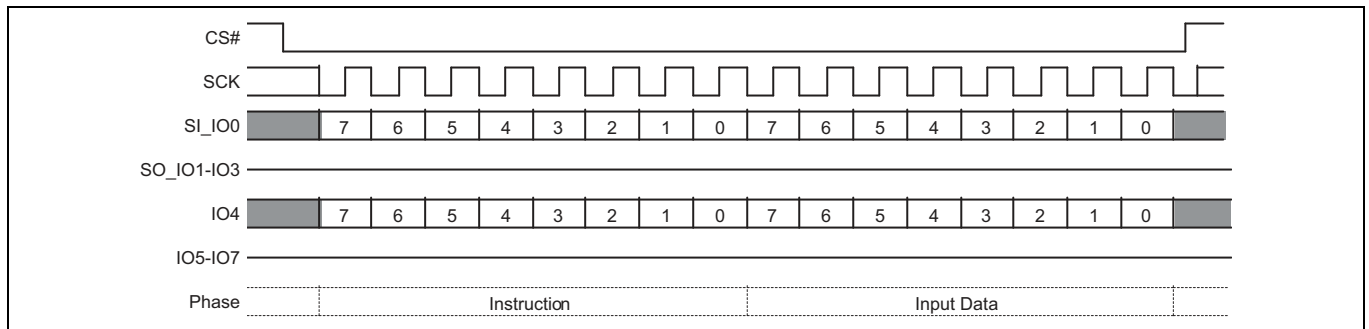 CS#
SCK
SI_IO0 7 6 5 4 3 2 1 0 7 6 5 4 3 2 1 0
SO_IO1-IO3
IO4 7 6 5 4 3 2 1 0 7 6 5 4 3 2 1 0
IO5-IO7
Phase Instruction Input Data